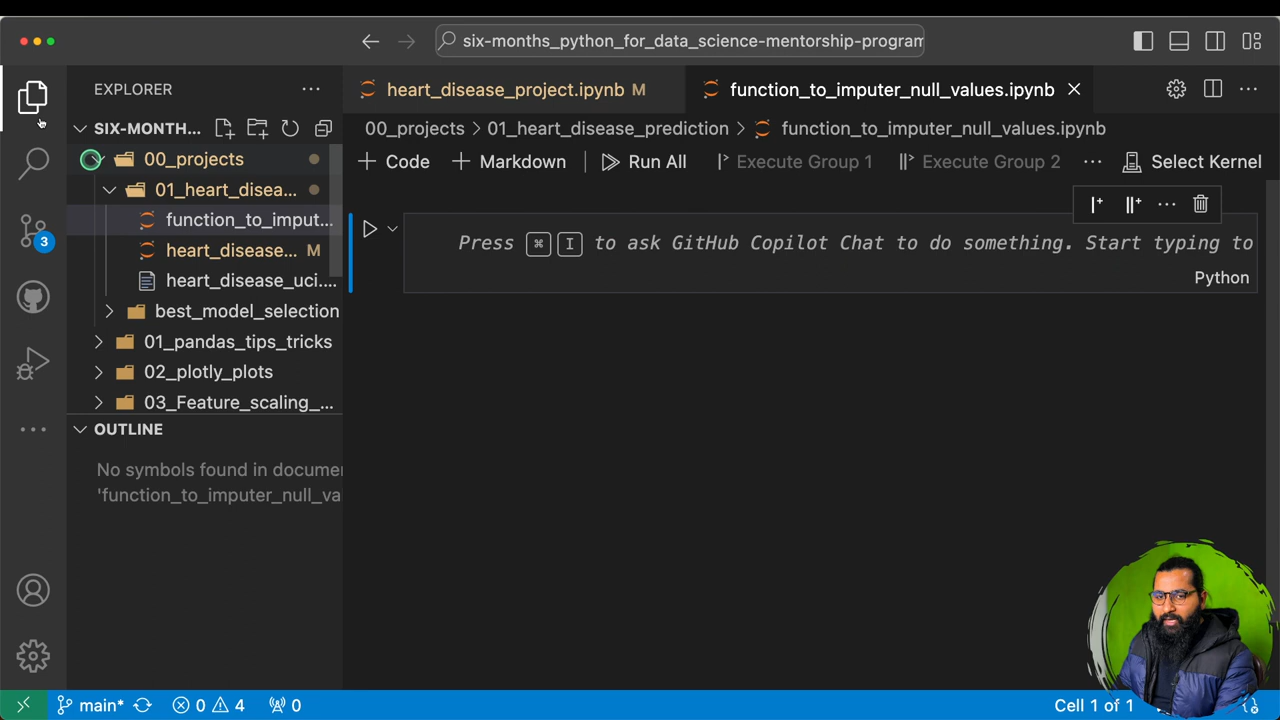 six-months_python_for_data_science-mentorship-program
EXPLORER
heart_disease_project.ipynb M
function_to_imputer_null_values.ipynb
SIX-MONTH...
00_projects > 01_heart_disease_prediction > function_to_imputer_null_values.ipynb
00_projects
+ Code + Markdown Run All Execute Group 1 Execute Group 2 ... Select Kernel
01_heart_disea...
function_to_imput...
heart_disease... M
Press ⌘ I to ask GitHub Copilot Chat to do something. Start typing to
heart_disease_uci....
Python
best_model_selection
01_pandas_tips_tricks
02_plotly_plots
03_Feature_scaling_...
3
OUTLINE
No symbols found in documen
'function_to_imputer_null_va
main* 0 4 0
Cell 1 of 1